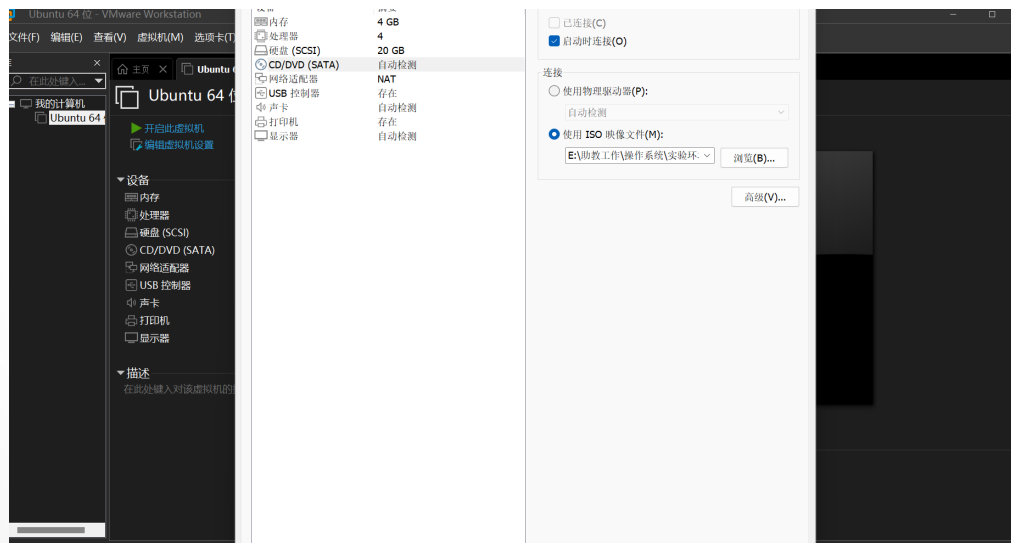 Ubuntu 64 位 - VMware Workstation
文件(F) 编辑(E) 查看(V) 虚拟机(M) 选项卡(T)
在此处键入...
我的计算机
Ubuntu 64
主页
Ubuntu
Ubuntu 64 位
开启此虚拟机
编辑虚拟机设置
设备
内存
处理器
硬盘 (SCSI)
CD/DVD (SATA)
网络适配器
USB 控制器
声卡
打印机
显示器
描述
在此处键入对该虚拟机的
内存 4 GB
处理器 4
硬盘 (SCSI) 20 GB
CD/DVD (SATA) 自动检测
网络适配器 NAT
USB 控制器 存在
声卡 自动检测
打印机 存在
显示器 自动检测
已连接(C)
启动时连接(O)
连接
使用物理驱动器(P):
自动检测
使用 ISO 映像文件(M):
E:\助教工作\操作系统\实验环
浏览(B)...
高级(V)...